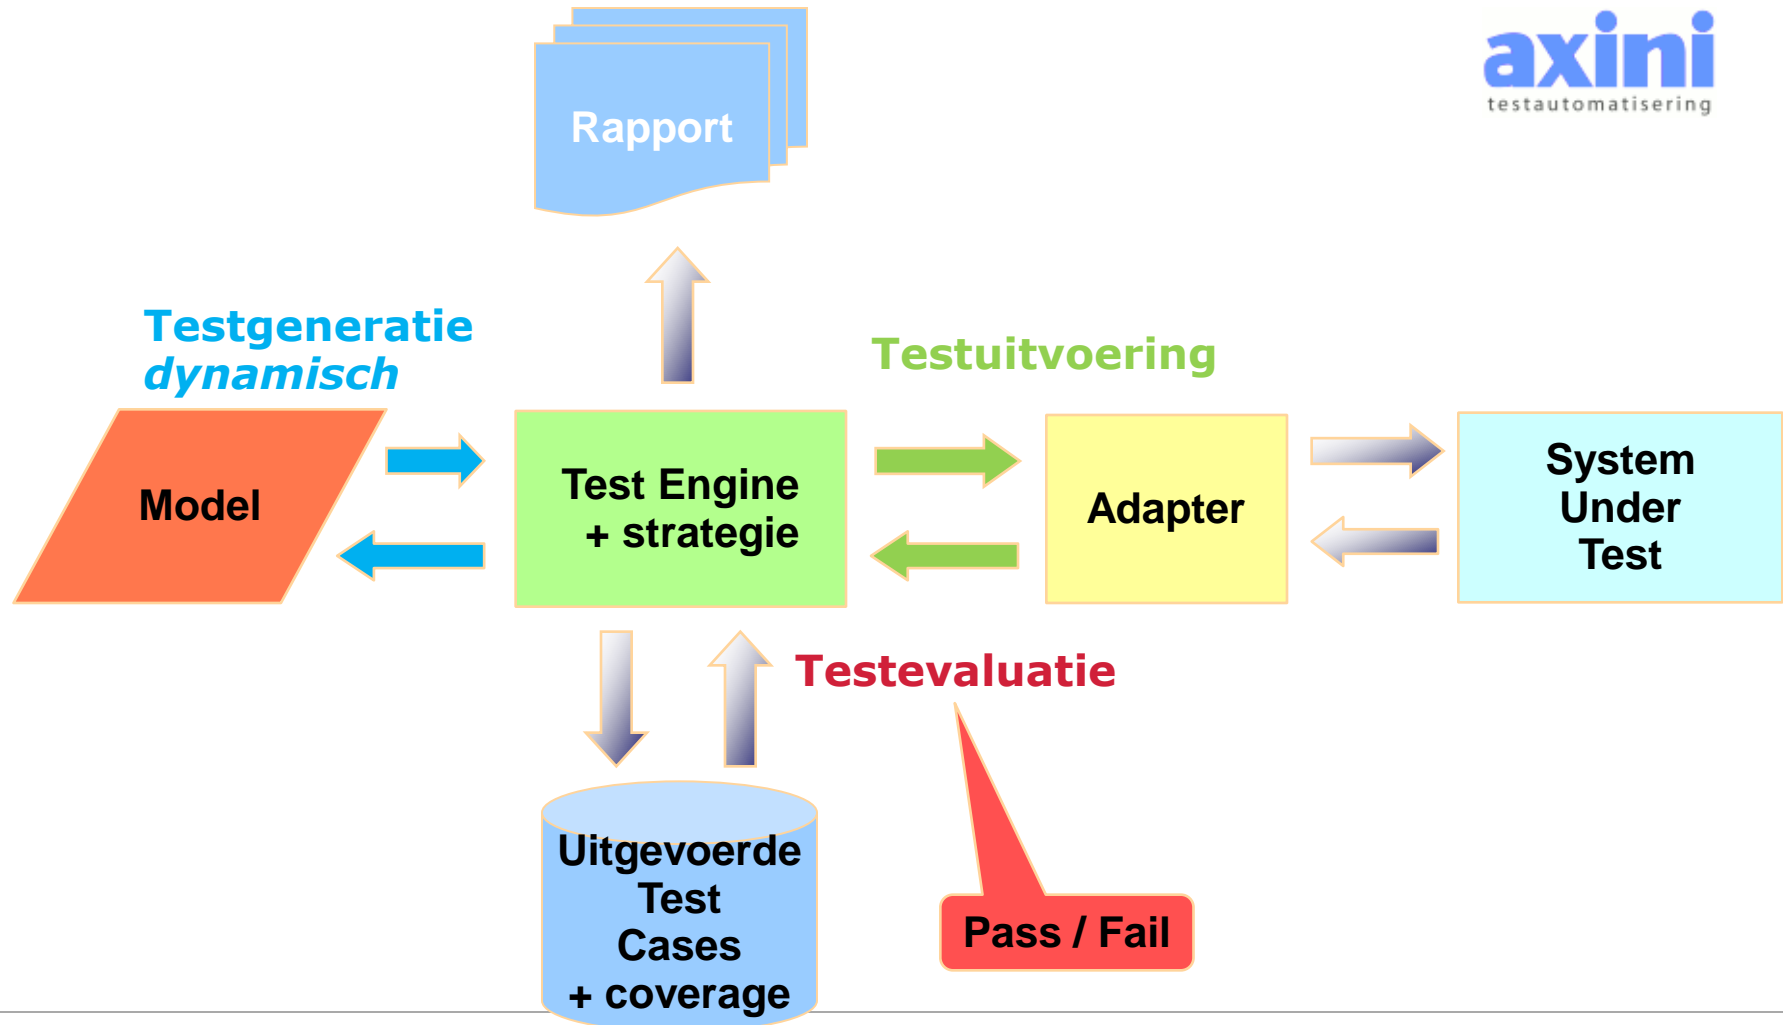 axini
testautomatisering
Rapport
Testgeneratie
dynamisch
Testuitvoering
Model
Test Engine
+ strategie
Adapter
System
Under
Test
Testevaluatie
Uitgevoerde
Test
Cases
+ coverage
Pass / Fail